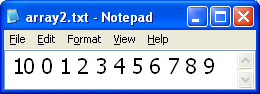 array2.txt - Notepad
File Edit Format View Help
10 0 1 2 3 4 5 6 7 8 9